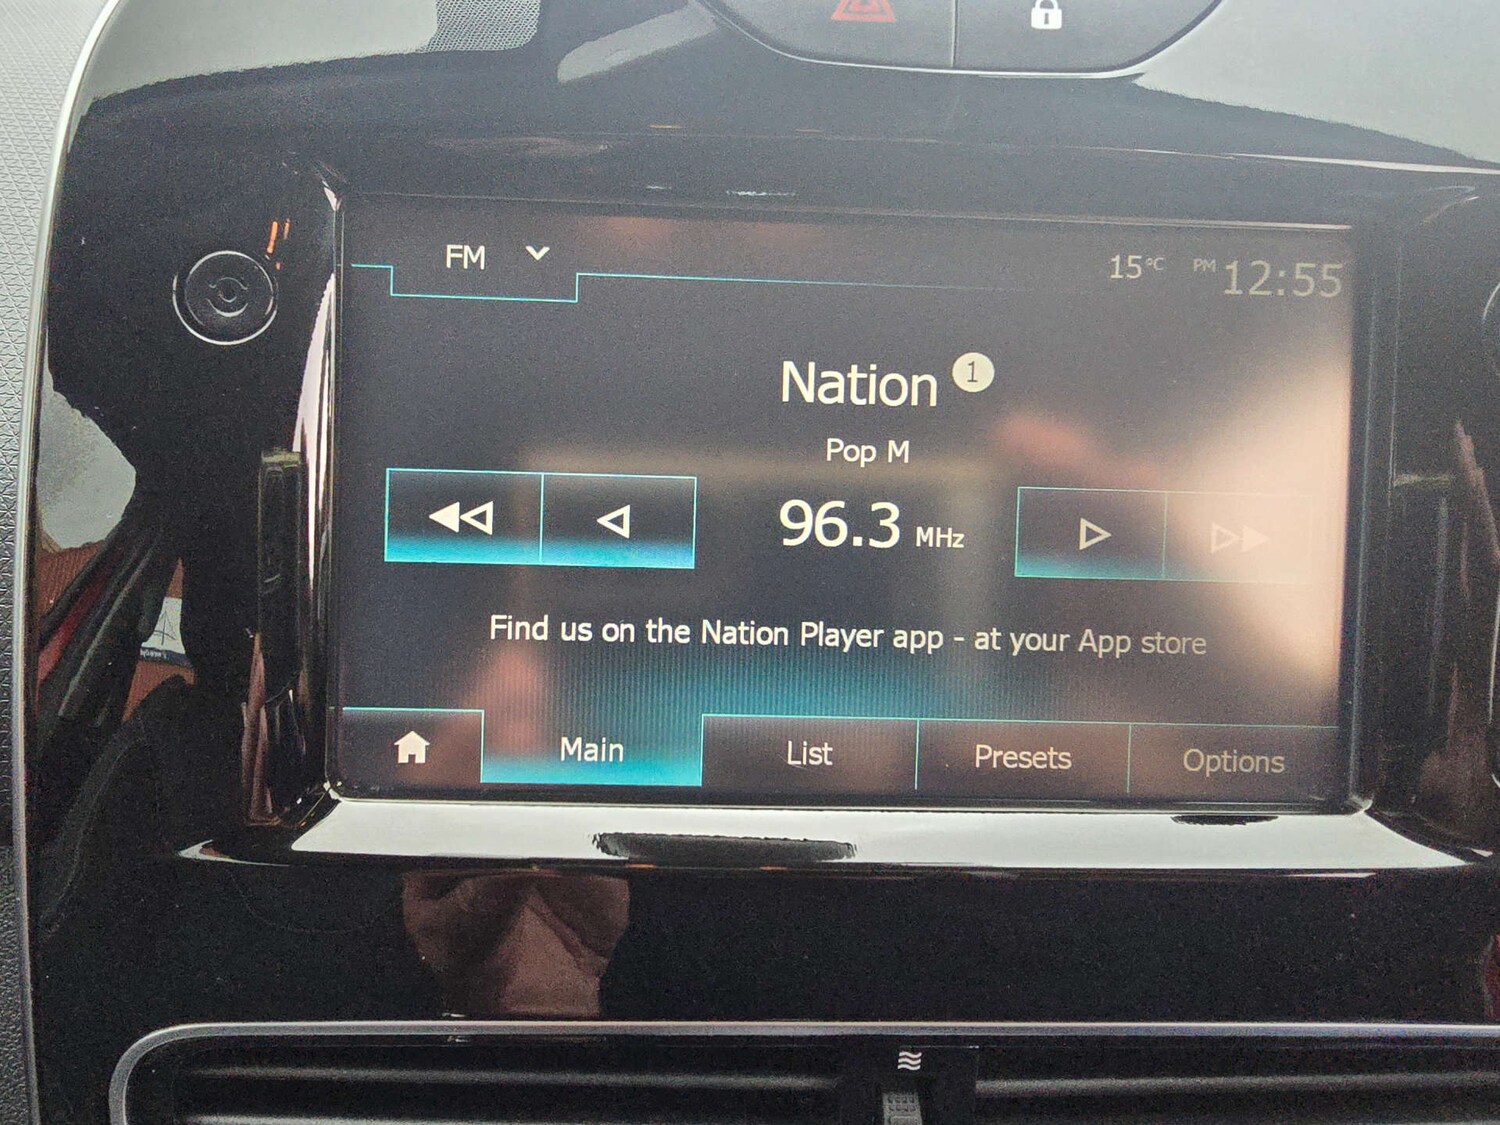 FM
15°C PM 12:55
Nation 1
Pop M
96.3 MHz
Find us on the Nation Player app - at your App store
Main List Presets Options